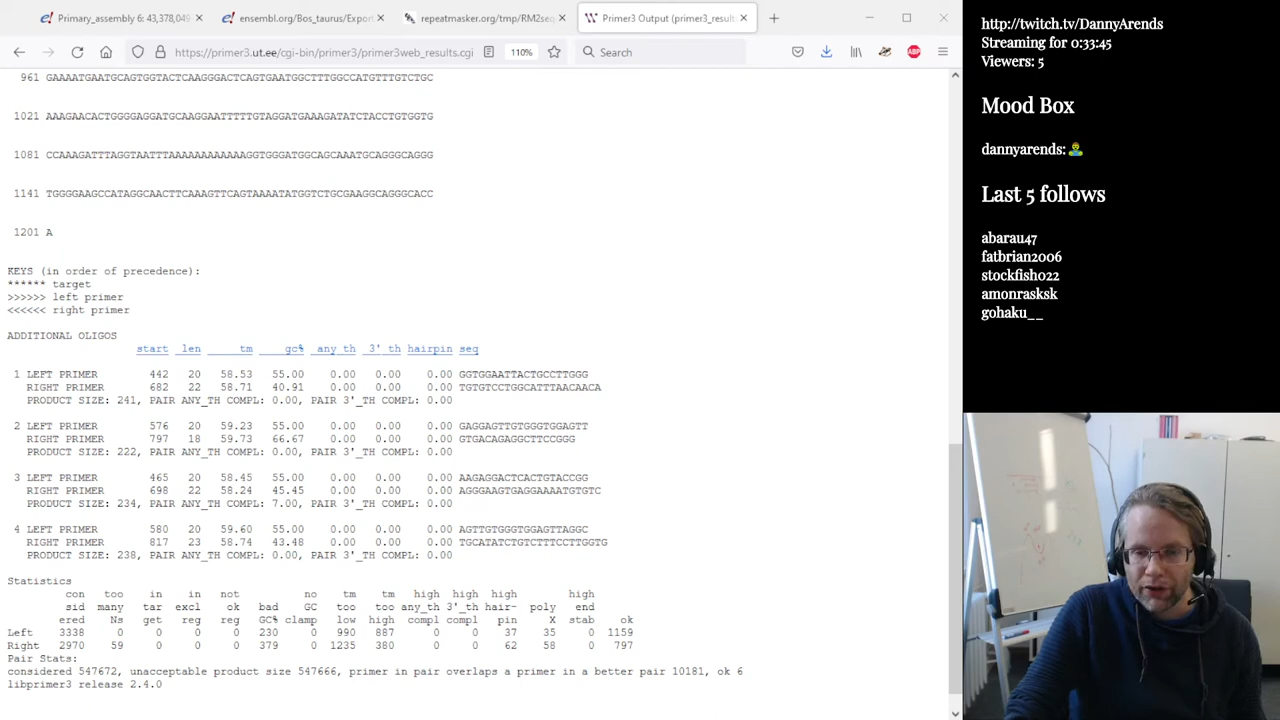 Primary_assembly 6: 43,378,049
ensembl.org/Bos_taurus/Export
repeatmasker.org/tmp/RM2seq
Primer3 Output (primer3_result
https://primer3.ut.ee/cgi-bin/primer3/primer3web_results.cgi
110%
Search
ABP
961 GAAAATGAATGCAGTGGTACTCAAGGGACTCAGTGAATGGCTTTGGCCATGTTTGTCTGC
1021 AAAGAACACTGGGGAGGATGCAAGGAATTTTTGTAGGATGAAAGATATCTACCTGTGGTG
1081 CCAAAGATTTAGGTAATTTAAAAAAAAAAAAGGTGGGATGGCAGCAAATGCAGGGCAGGG
1141 TGGGGAAGCCATAGGCAACTTCAAAGTTCAGTAAAATATGGTCTGCGAAGGCAGGGCACC
1201 A
KEYS (in order of precedence):
****** target
>>>>>> left primer
<<<<<< right primer
ADDITIONAL OLIGOS
start len tm gc% any_th 3'_th hairpin seq
1 LEFT PRIMER 442 20 58.53 55.00 0.00 0.00 0.00 GGTGGAATTACTGCCTTGGG
RIGHT PRIMER 682 22 58.71 40.91 0.00 0.00 0.00 TGTGTCCTGGCATTTAACAACA
PRODUCT SIZE: 241, PAIR ANY_TH COMPL: 0.00, PAIR 3'_TH COMPL: 0.00
2 LEFT PRIMER 576 20 59.23 55.00 0.00 0.00 0.00 GAGGAGTTGTGGGTGGAGTT
RIGHT PRIMER 797 18 59.73 66.67 0.00 0.00 0.00 GTGACAGAGGCTTCCGGG
PRODUCT SIZE: 222, PAIR ANY_TH COMPL: 0.00, PAIR 3'_TH COMPL: 0.00
3 LEFT PRIMER 465 20 58.45 55.00 0.00 0.00 0.00 AAGAGGACTCACTGTACCGG
RIGHT PRIMER 698 22 58.24 45.45 0.00 0.00 0.00 AGGGAAGTGAGGAAAATGTGTC
PRODUCT SIZE: 234, PAIR ANY_TH COMPL: 7.00, PAIR 3'_TH COMPL: 0.00
4 LEFT PRIMER 580 20 59.60 55.00 0.00 0.00 0.00 AGTTGTGGGTGGAGTTAGGC
RIGHT PRIMER 817 23 58.74 43.48 0.00 0.00 0.00 TGCATATCTGTCTTTCCTTGGTG
PRODUCT SIZE: 238, PAIR ANY_TH COMPL: 0.00, PAIR 3'_TH COMPL: 0.00
Statistics
con too in in not no tm tm high high high high
sid many tar excl ok bad GC too too any_th 3'_th hair- poly end
ered Ns get reg reg GC% clamp low high compl compl pin X stab ok
Left 3338 0 0 0 0 230 0 990 887 0 0 37 35 0 1159
Right 2970 59 0 0 0 379 0 1235 380 0 0 62 58 0 797
Pair Stats:
considered 547672, unacceptable product size 547666, primer in pair overlaps a primer in a better pair 10181, ok 6
libprimer3 release 2.4.0
http://twitch.tv/DannyArends
Streaming for 0:33:45
Viewers: 5
Mood Box
dannyarends:
Last 5 follows
abarau47
fatbrian2006
stockfish022
amonrasksk
gohaku__